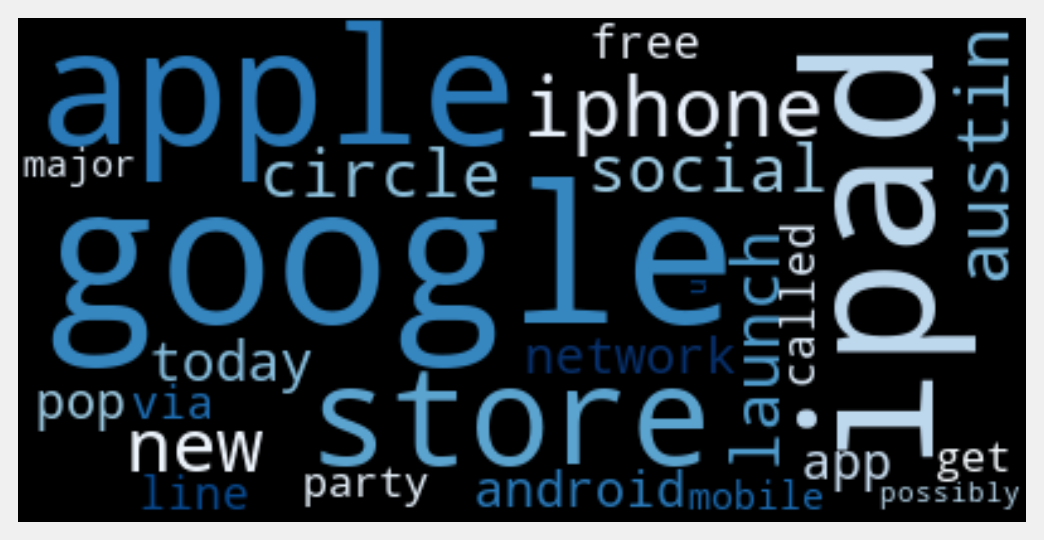 free
apple
iphone
ipad
austin
major
circle
social
google
launch
called
u
today
network
store
pop
via
new
app
get
line
party
android
mobile
possibly